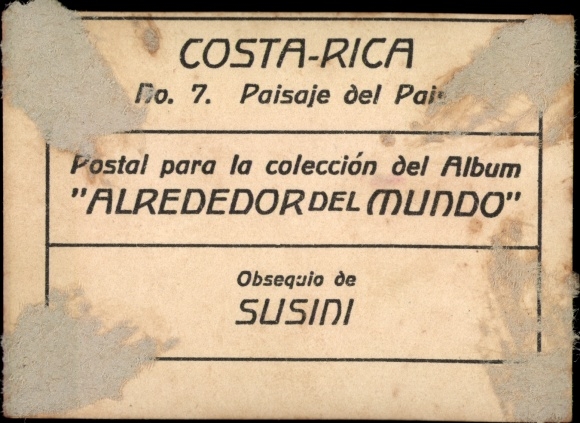 COSTA-RICA
No. 7. Paisaje del
Postal para la colección del Album
"ALREDEDOR DEL MUNDO"
Obsequio de
SUSINI